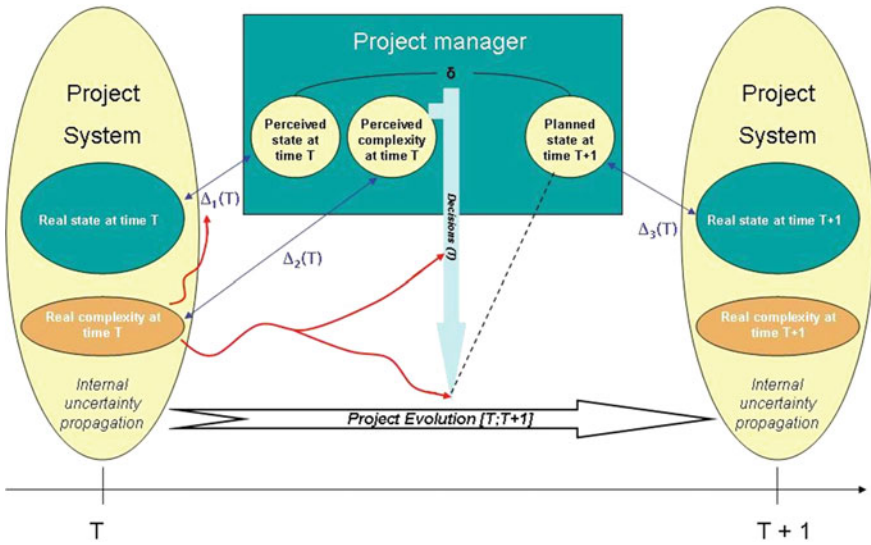 Project manager
δ
Project
System
Perceived
state at
time T
Perceived
complexity
at time T
Planned
state at
time T+1
Project
System
Real state at time T
Δ₁(T)
Δ₂(T)
Decisions (T)
Δ₃(T)
Real state at time T+1
Real complexity at
time T
Real complexity at
time T+1
Internal
uncertainty
propagation
Project Evolution [T;T+1]
Internal
uncertainty
propagation
T
T + 1